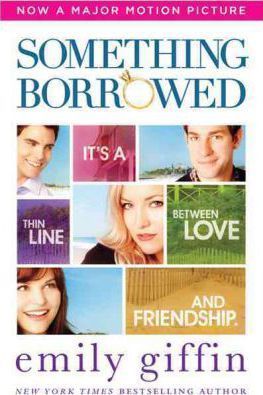 NOW A MAJOR MOTION PICTURE
SOMETHING
BORROWED
IT'S A
THIN
LINE
BETWEEN
LOVE
AND
FRIENDSHIP.
emily giffin
NEW YORK TIMES BESTSELLING AUTHOR